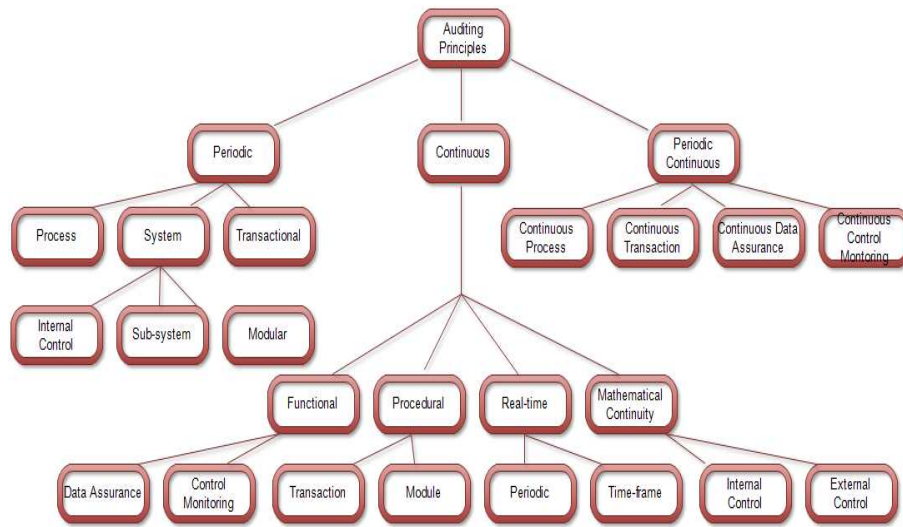 Auditing
Principles
Periodic
Continuous
Periodic
Continuous
Process
System
Transactional
Continuous
Process
Continuous
Transaction
Continuous Data
Assurance
Continuous
Control
Montoring
Internal
Control
Sub-system
Modular
Functional
Procedural
Real-time
Mathematical
Continuity
Data Assurance
Control
Monitoring
Transaction
Module
Periodic
Time-frame
Internal
Control
External
Control